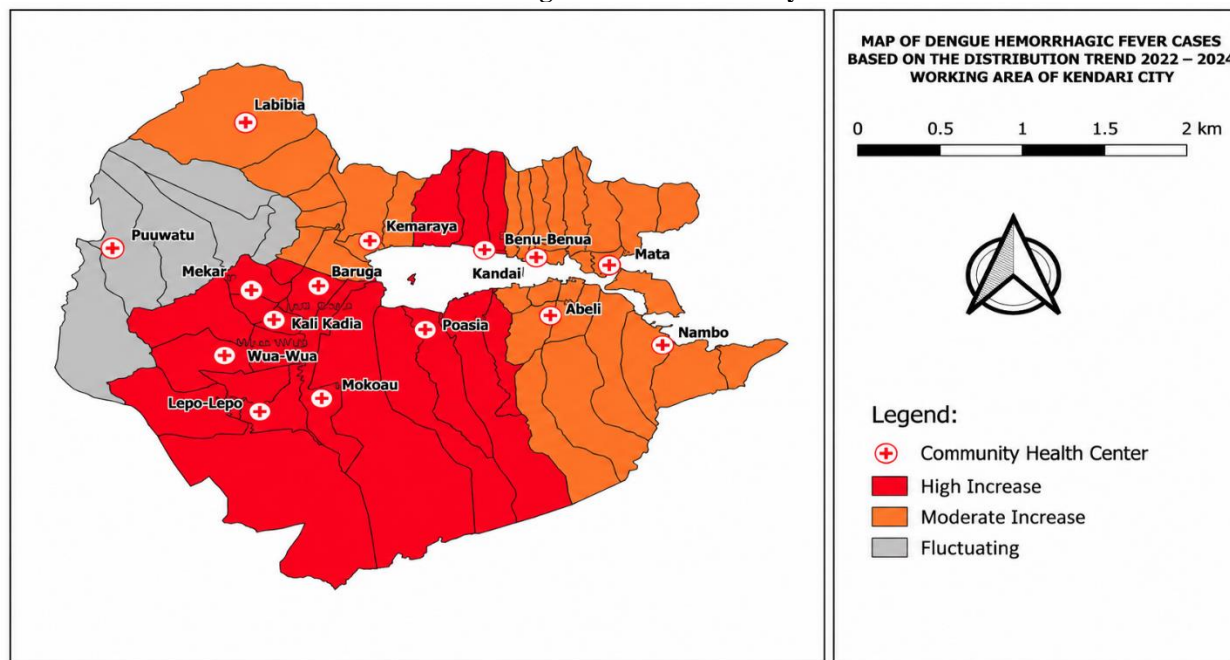 MAP OF DENGUE HEMORRHAGIC FEVER CASES
BASED ON THE DISTRIBUTION TREND 2022 – 2024
WORKING AREA OF KENDARI CITY
0 0.5 1 1.5 2 km
Labibia
Puuwatu
Kemaraya
Benu-Benua
Kandai
Mata
Mekar
Baruga
Kali Kadia
Poasia
Abeli
Nambo
Wua-Wua
Lepo-Lepo
Mokoau
Legend:
Community Health Center
High Increase
Moderate Increase
Fluctuating